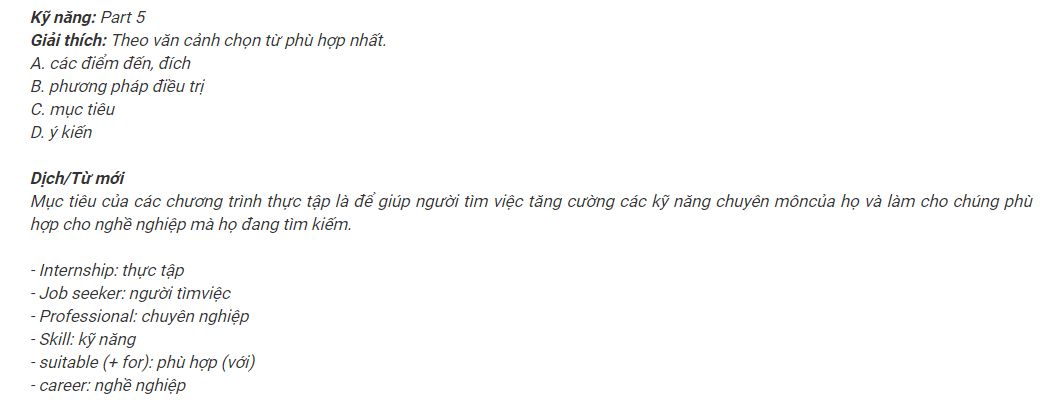 Kỹ năng: Part 5
Giải thích: Theo văn cảnh chọn từ phù hợp nhất.
A. các điểm đến, đích
B. phương pháp điều trị
C. mục tiêu
D. ý kiến
Dịch/Từ mới
Mục tiêu của các chương trình thực tập là để giúp người tìm việc tăng cường các kỹ năng chuyên môncủa họ và làm cho chúng phù
hợp cho nghề nghiệp mà họ đang tìm kiếm.
- Internship: thực tập
- Job seeker: người tìmviệc
- Professional: chuyên nghiệp
- Skill: kỹ năng
- suitable (+ for): phù hợp (với)
- career: nghề nghiệp